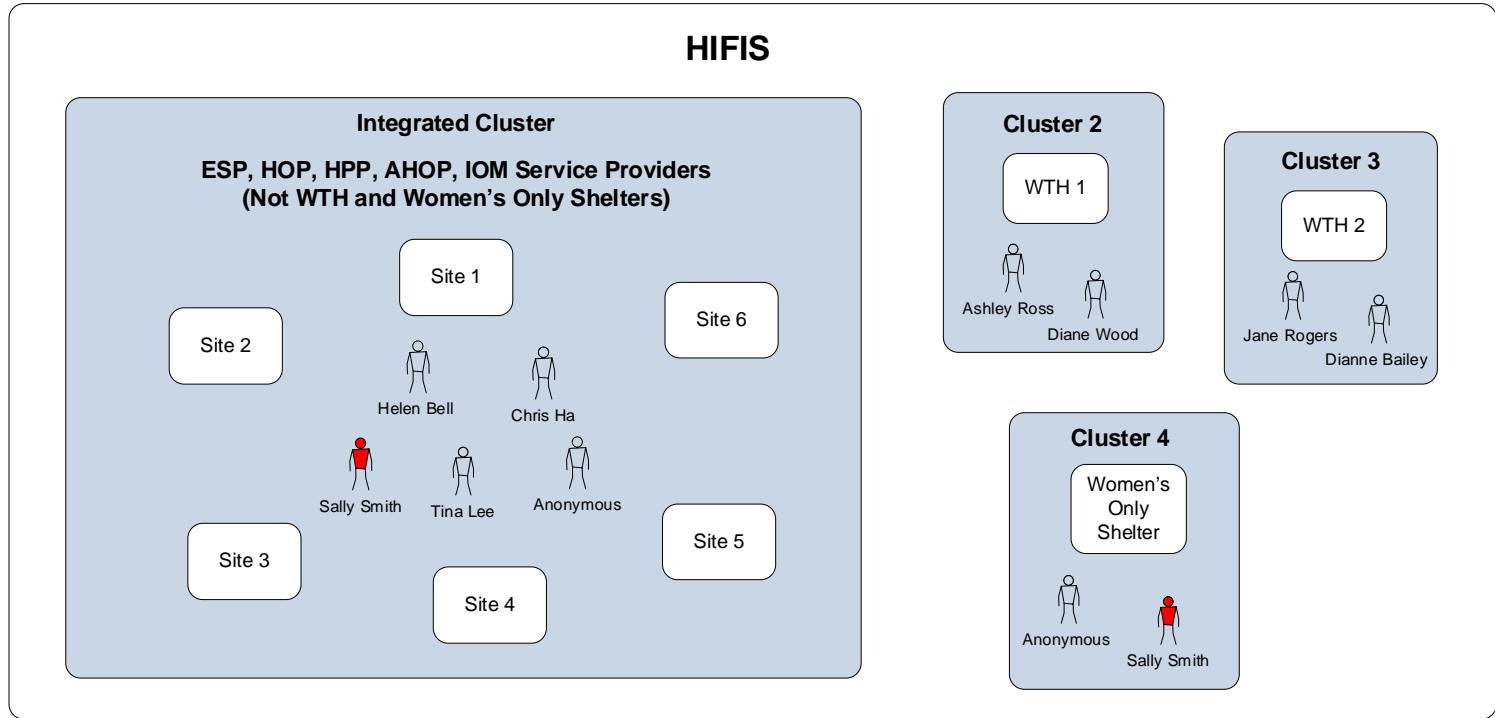 HIFIS
Integrated Cluster
ESP, HOP, HPP, AHOP, IOM Service Providers
(Not WTH and Women's Only Shelters)
Site 1
Site 2
Site 6
Helen Bell
Chris Ha
Sally Smith
Tina Lee
Anonymous
Site 3
Site 4
Site 5
Cluster 2
WTH 1
Ashley Ross
Diane Wood
Cluster 3
WTH 2
Jane Rogers
Dianne Bailey
Cluster 4
Women's
Only
Shelter
Anonymous
Sally Smith